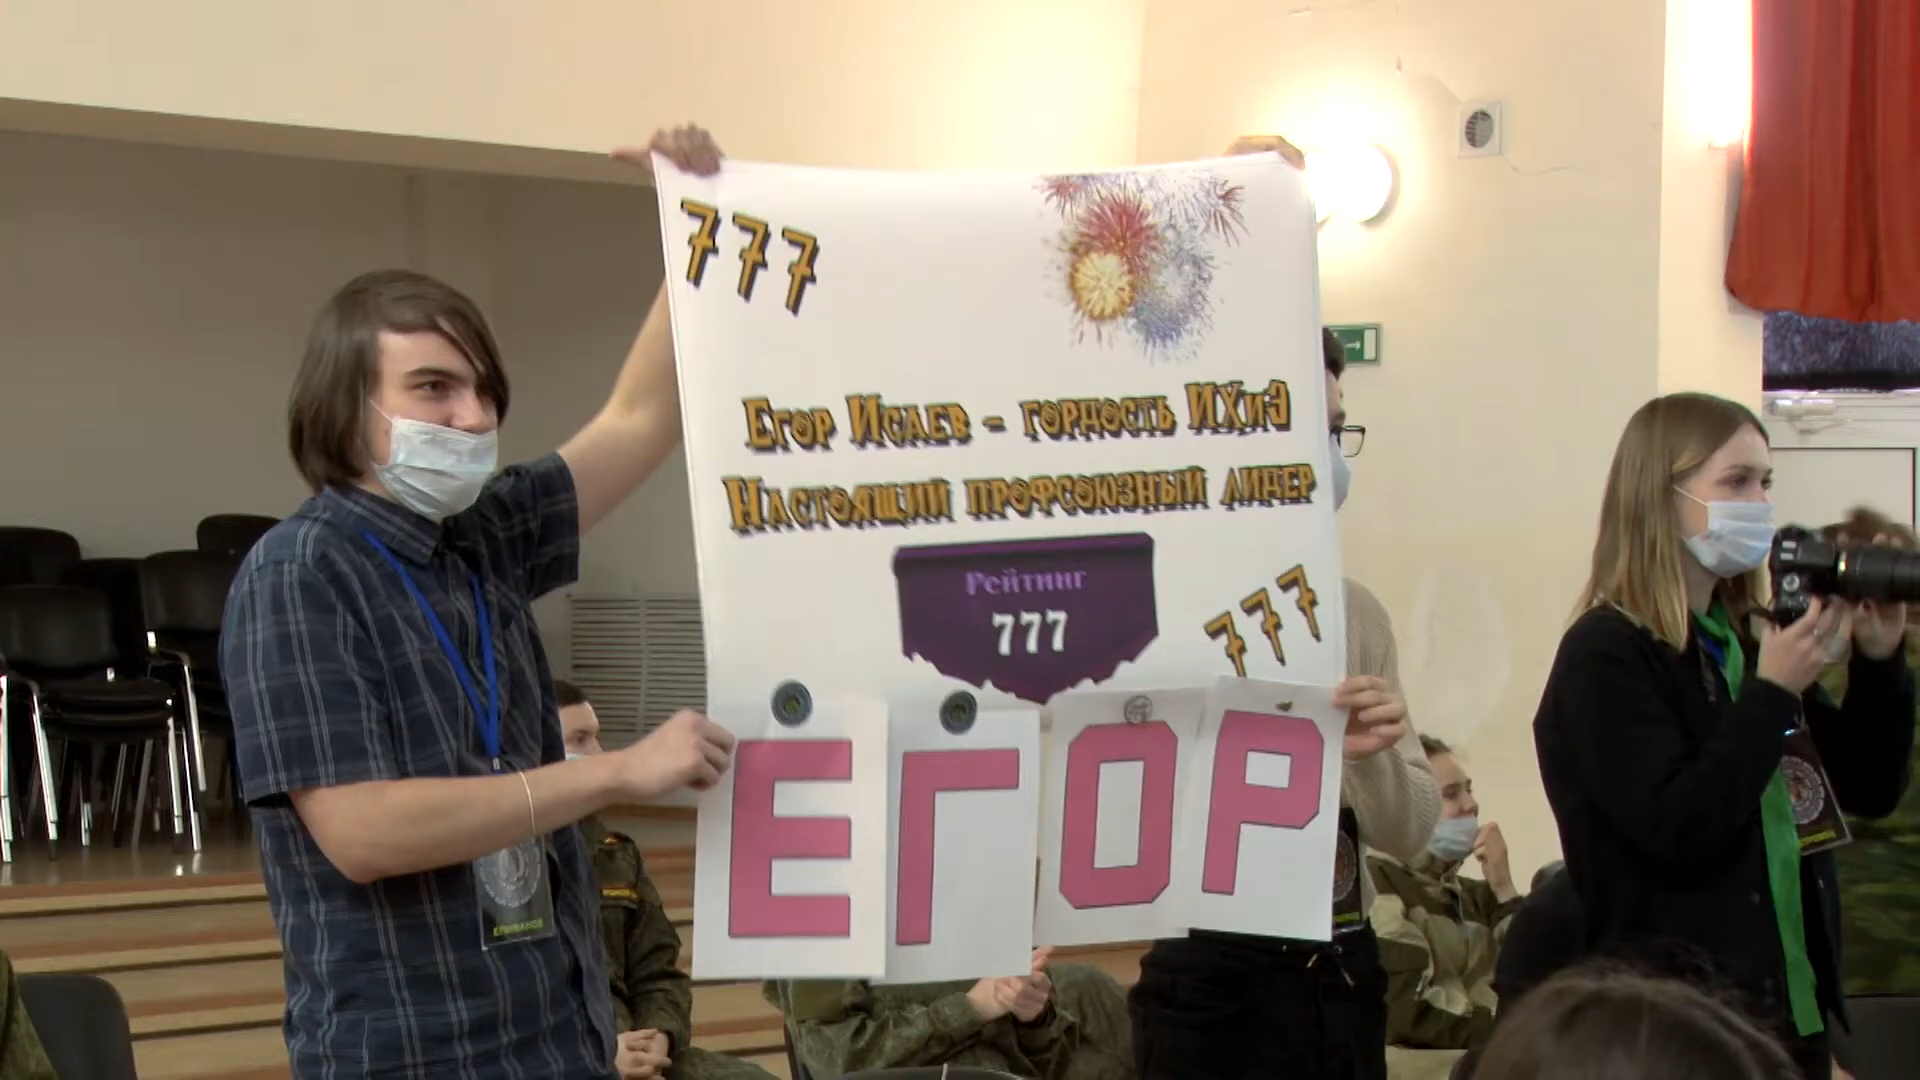 777
Егор Исаев - гордость ИХиЭ
Настоящий профсоюзный лидер
Рейтинг
777
777
ЕГОР